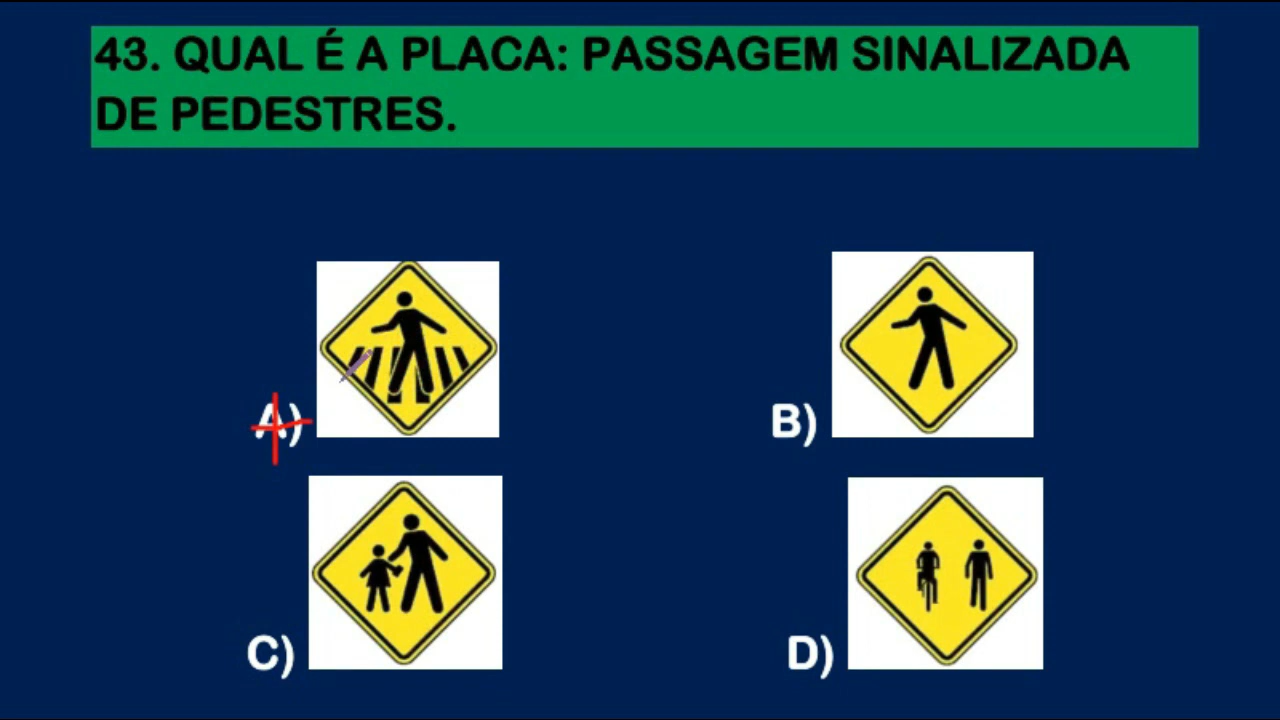 43. QUAL É A PLACA: PASSAGEM SINALIZADA
DE PEDESTRES.
A)
B)
C)
D)